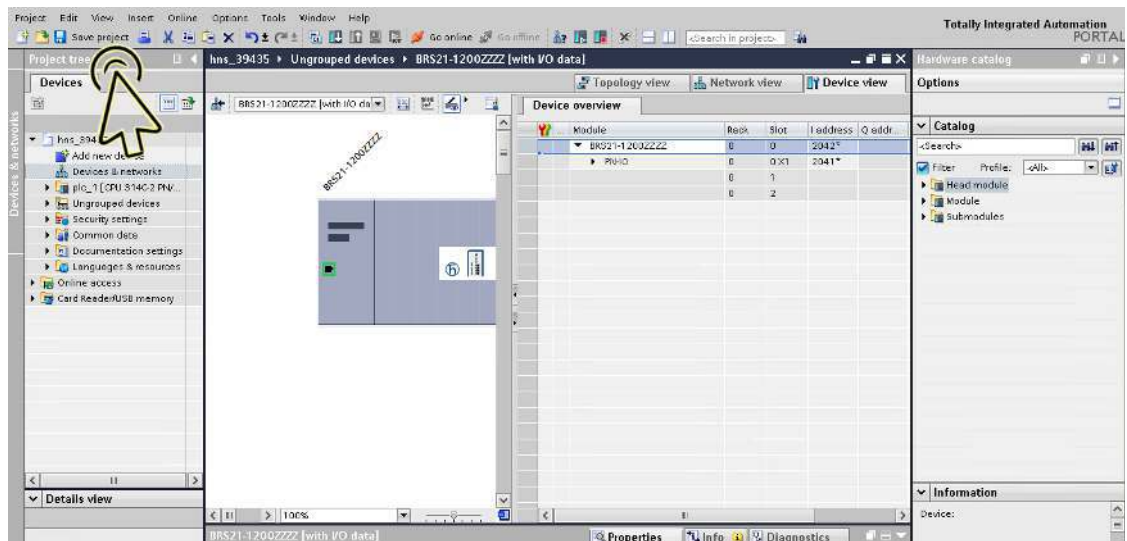 Project Edit View Insert Online Options Tools Window Help
Totally Integrated Automation
PORTAL
Save project Go online Go offline <Search in project>
Project tree
hns_39435 ▸ Ungrouped devices ▸ BRS21-1200ZZZZ [with I/O data]
Hardware catalog
Devices
Topology view Network view Device view
Options
BRS21-1200ZZZZ [with I/O da
Device overview
Devices & networks
Module Rack Slot I address Q addr...
Catalog
BRS21-1200ZZZZ 0 0 2042*
<Search>
PN-IO 0 0 X1 2041*
Add new
0 1
Filter Profile: <All>
Devices & networks
0 2
Head module
plc_1 [CPU 314C-2 PN/...
Module
Ungrouped devices
Submodules
Security settings
Common data
Documentation settings
Languages & resources
Online access
Card Reader/USB memory
BRS21-1200ZZZZ
Details view
Information
100%
Device:
BRS21-1200ZZZZ [with I/O data]
Properties Info Diagnostics